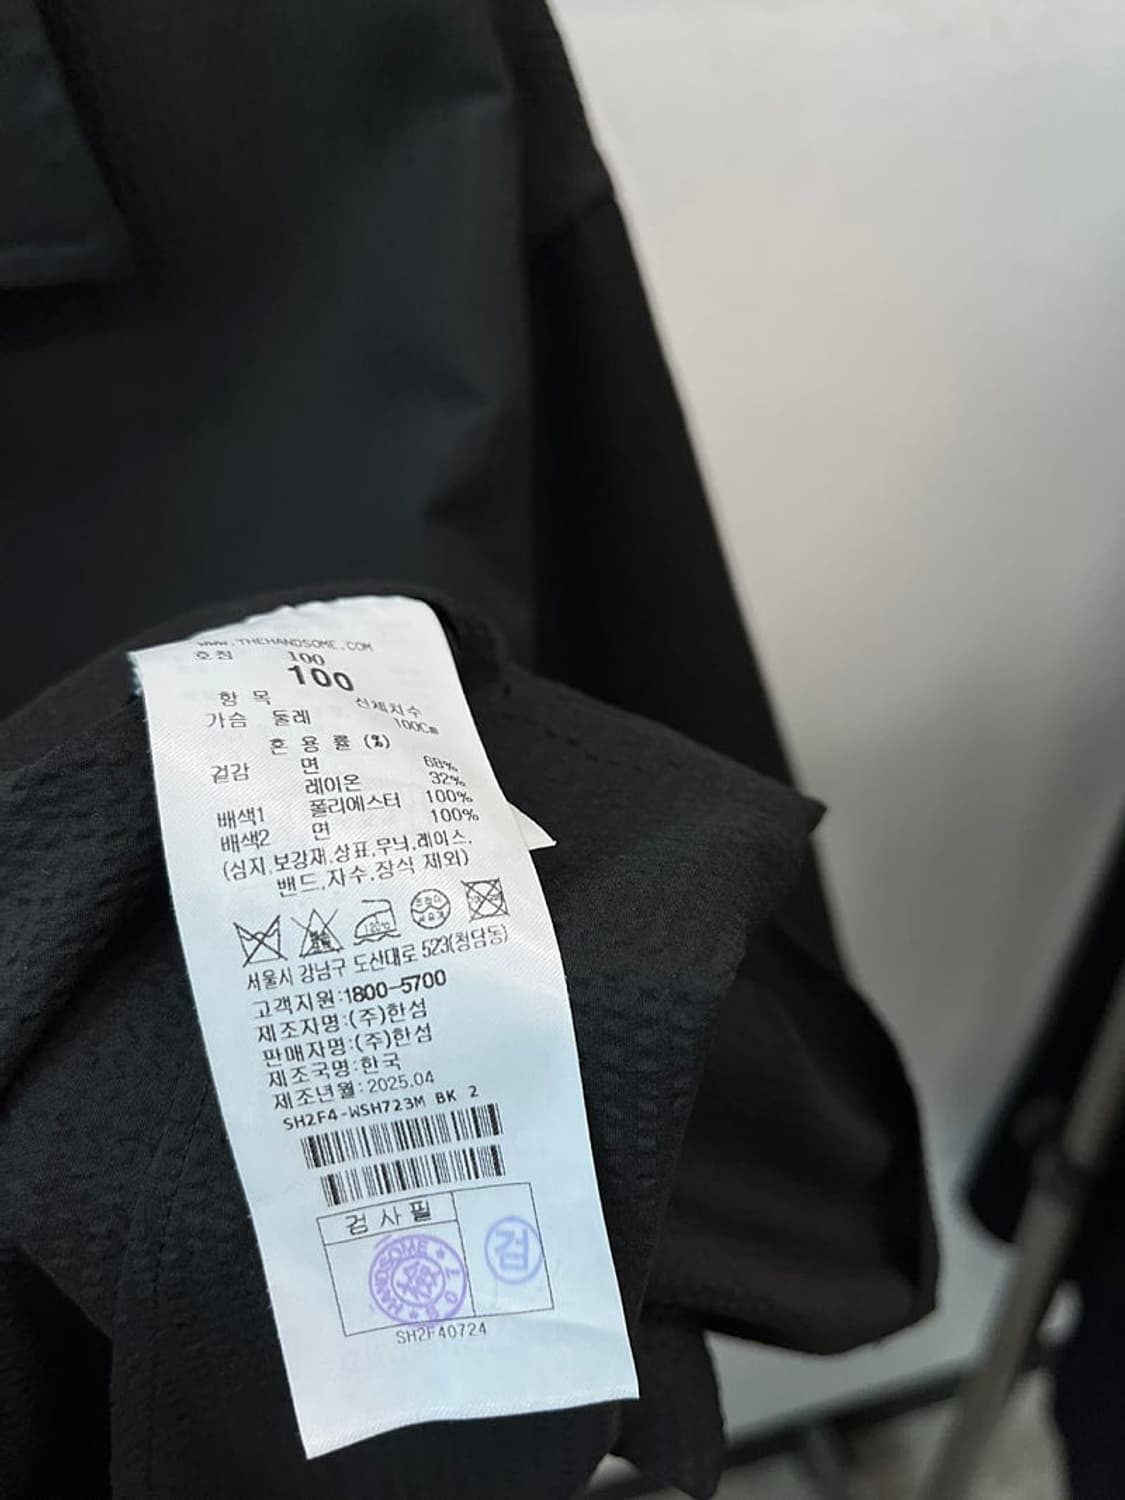 www.THEHANDSOME.COM
호칭 100
100
항 목 신체치수
가슴 둘레 100Cm
혼 용 률 (%)
겉감 면 68%
레이온 32%
배색1 폴리에스터 100%
배색2 면 100%
(심지,보강재,상표,무늬,레이스,
밴드,자수,장식 제외)
120℃
서울시 강남구 도산대로 523(청담동)
고객지원:1800-5700
제조자명:(주)한섬
판매자명:(주)한섬
제조국명:한국
제조년월:2025.04
SH2F4-WSH723M BK 2
검 사 필
HANDSOME
검
SH2F40724